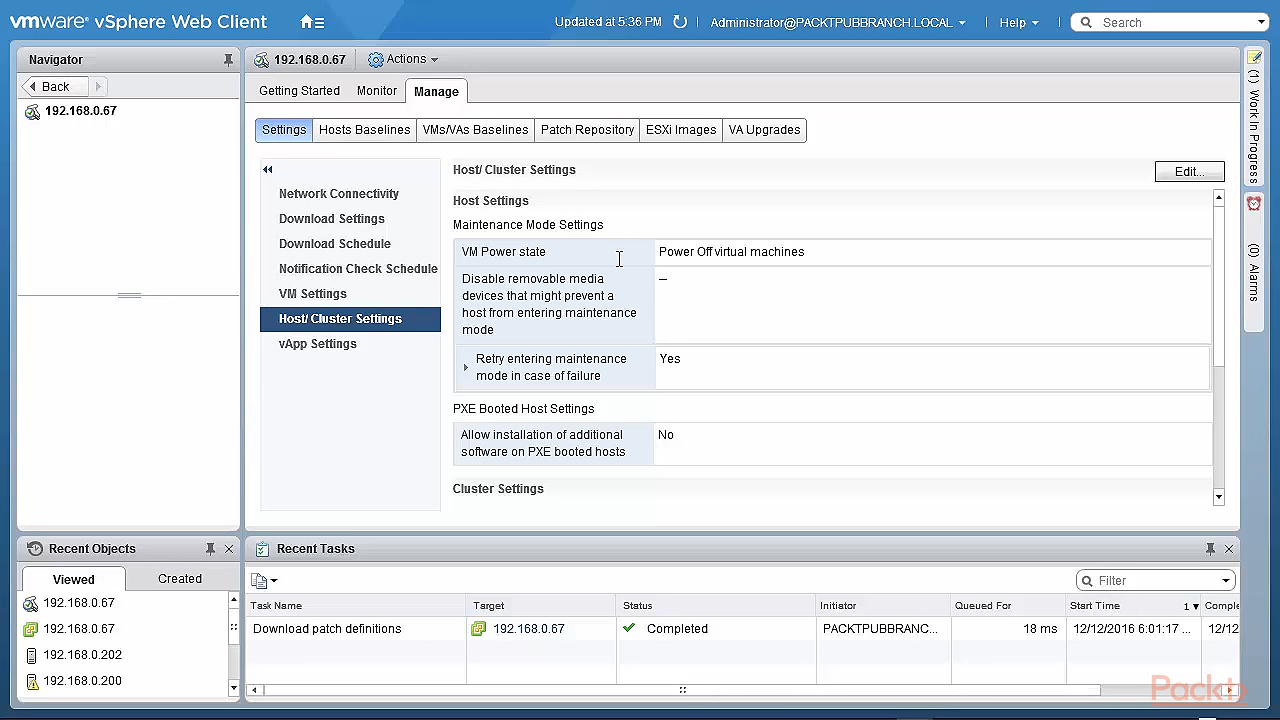 vmware® vSphere Web Client
Updated at 5:36 PM
Administrator@PACKTPUBBRANCH.LOCAL
Help
Search
Navigator
Back
192.168.0.67
192.168.0.67
Actions
Getting Started
Monitor
Manage
Settings
Hosts Baselines
VMs/VAs Baselines
Patch Repository
ESXi Images
VA Upgrades
Network Connectivity
Download Settings
Download Schedule
Notification Check Schedule
VM Settings
Host/ Cluster Settings
vApp Settings
Host/ Cluster Settings
Edit...
Host Settings
Maintenance Mode Settings
VM Power state
Power Off virtual machines
Disable removable media
devices that might prevent a
host from entering maintenance
mode
–
Retry entering maintenance
mode in case of failure
Yes
PXE Booted Host Settings
Allow installation of additional
software on PXE booted hosts
No
Cluster Settings
(1) Work In Progress
(0) Alarms
Recent Objects
Viewed
Created
192.168.0.67
192.168.0.67
192.168.0.202
192.168.0.200
Recent Tasks
Filter
Task Name
Target
Status
Initiator
Queued For
Start Time
1
Comple
Download patch definitions
192.168.0.67
Completed
PACKTPUBBRANC...
18 ms
12/12/2016 6:01:17 ...
12/12
Packt